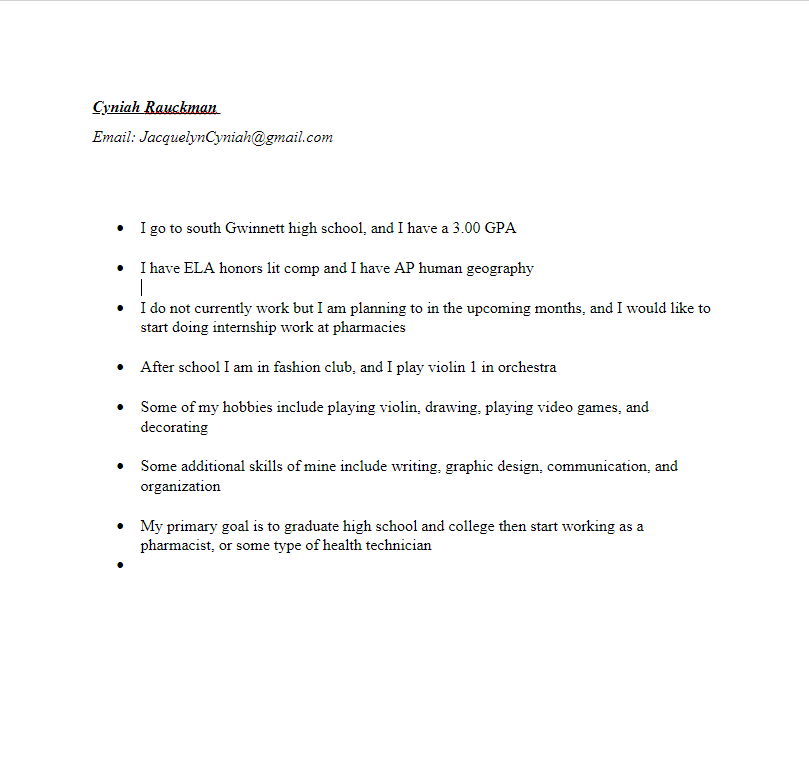 Cyniah Rauckman
Email: JacquelynCyniah@gmail.com
• I go to south Gwinnett high school, and I have a 3.00 GPA
• I have ELA honors lit comp and I have AP human geography
• I do not currently work but I am planning to in the upcoming months, and I would like to
start doing internship work at pharmacies
• After school I am in fashion club, and I play violin 1 in orchestra
• Some of my hobbies include playing violin, drawing, playing video games, and
decorating
• Some additional skills of mine include writing, graphic design, communication, and
organization
• My primary goal is to graduate high school and college then start working as a
pharmacist, or some type of health technician
•